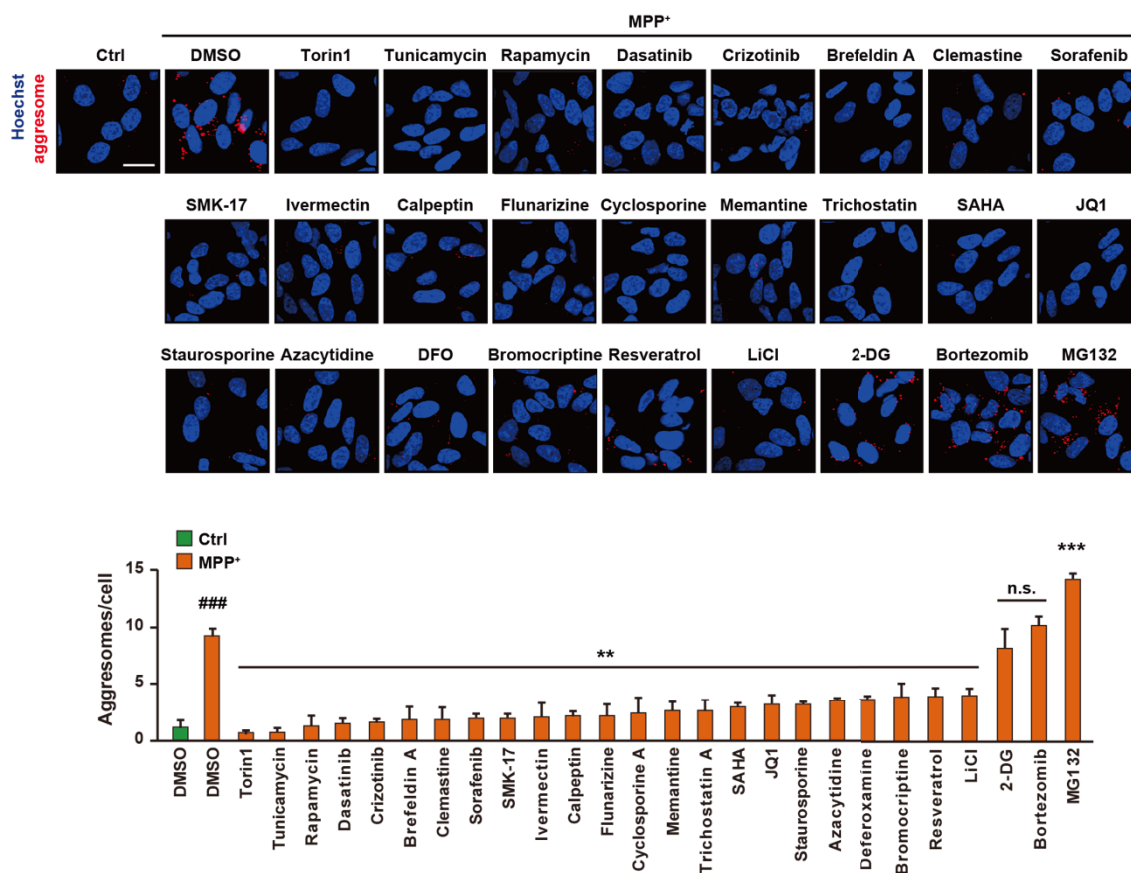 MPP+
Ctrl DMSO Torin1 Tunicamycin Rapamycin Dasatinib Crizotinib Brefeldin A Clemastine Sorafenib
Hoechst
aggresome
SMK-17 Ivermectin Calpeptin Flunarizine Cyclosporine Memantine Trichostatin SAHA JQ1
Staurosporine Azacytidine DFO Bromocriptine Resveratrol LiCl 2-DG Bortezomib MG132
Ctrl
MPP+
Aggresomes/cell
15
10
5
0
###
**
n.s.
***
DMSO
DMSO
Torin1
Tunicamycin
Rapamycin
Dasatinib
Crizotinib
Brefeldin A
Clemastine
Sorafenib
SMK-17
Ivermectin
Calpeptin
Flunarizine
Cyclosporine A
Memantine
Trichostatin A
SAHA
JQ1
Staurosporine
Azacytidine
Deferoxamine
Bromocriptine
Resveratrol
LiCl
2-DG
Bortezomib
MG132